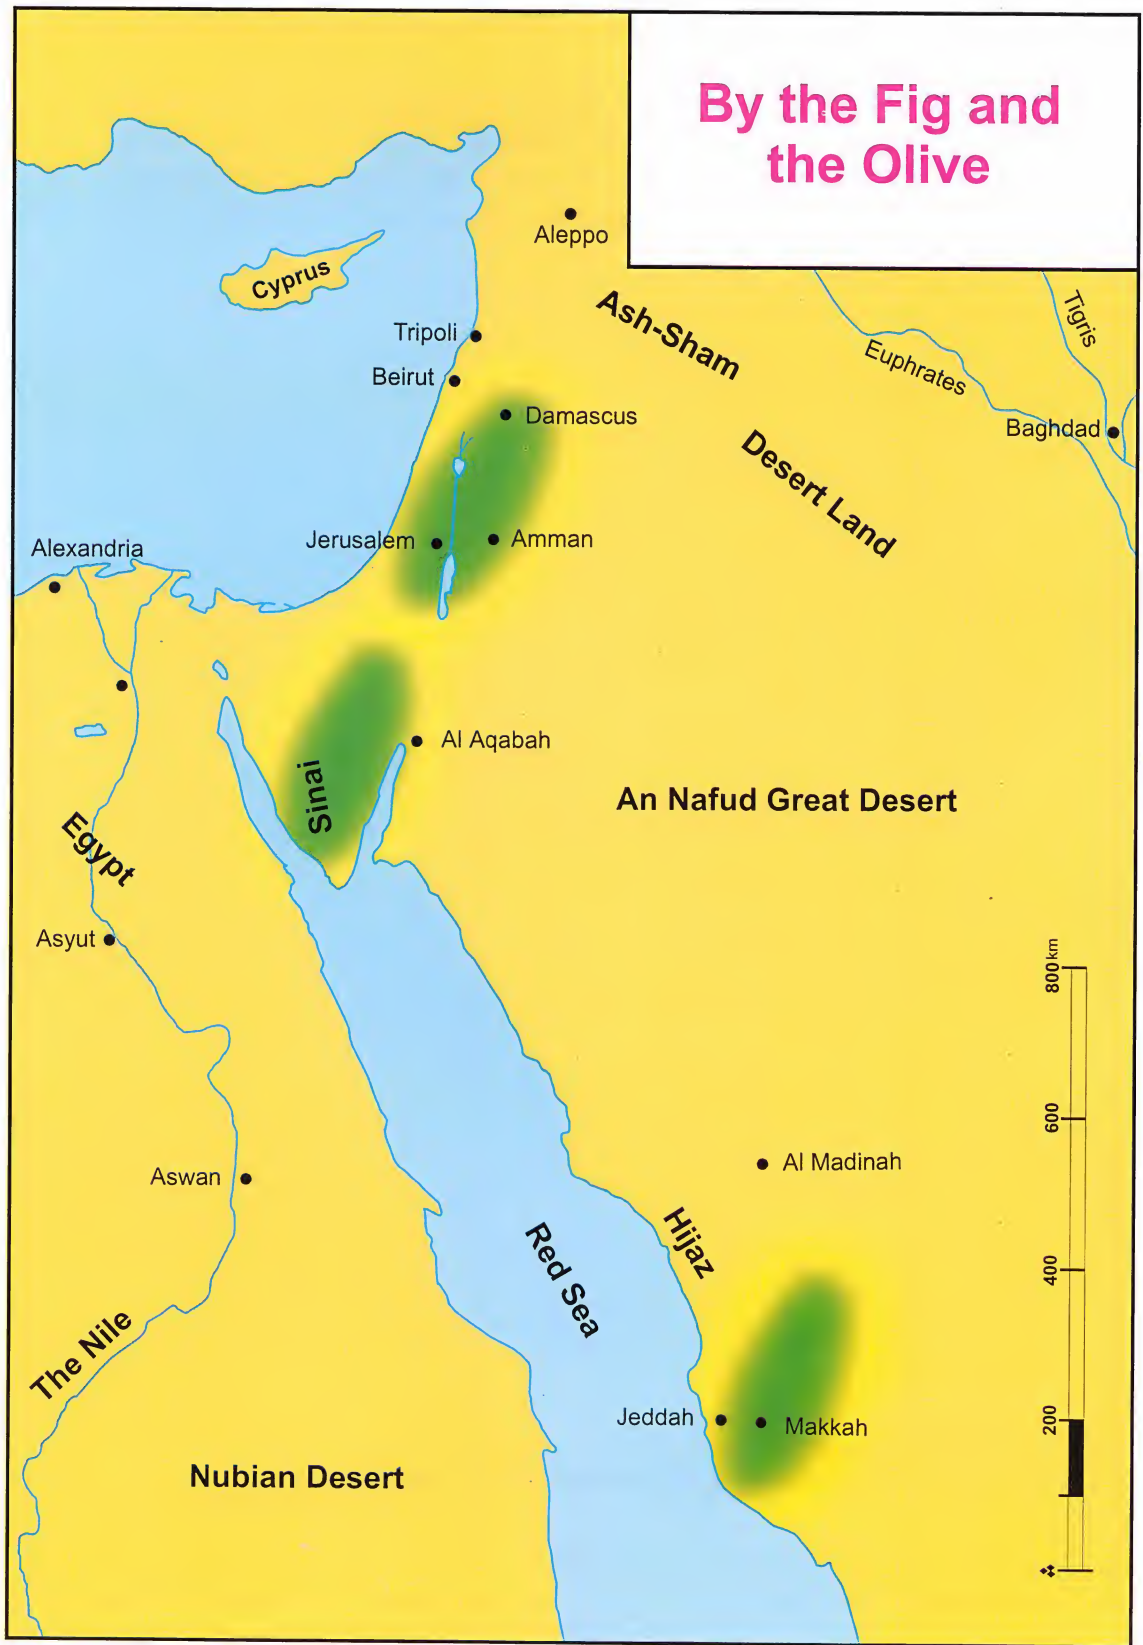 By the Fig and
the Olive
Aleppo
Cyprus
Ash-Sham
Tigris
Euphrates
Tripoli
Beirut
Damascus
Baghdad
Desert Land
Jerusalem
Amman
Alexandria
Al Aqabah
Sinai
An Nafud Great Desert
Egypt
Asyut
800 km
600
Al Madinah
Aswan
Hijaz
Red Sea
400
The Nile
Jeddah
Makkah
200
Nubian Desert